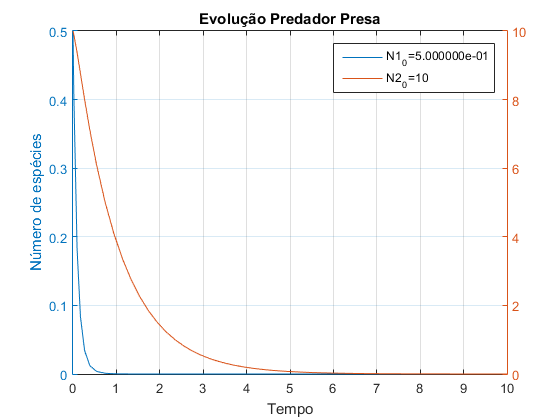 Evolução Predador Presa
N1_0=5.000000e-01
N2_0=10
Número de espécies
0.5
0.4
0.3
0.2
0.1
0
10
8
6
4
2
0
0 1 2 3 4 5 6 7 8 9 10
Tempo